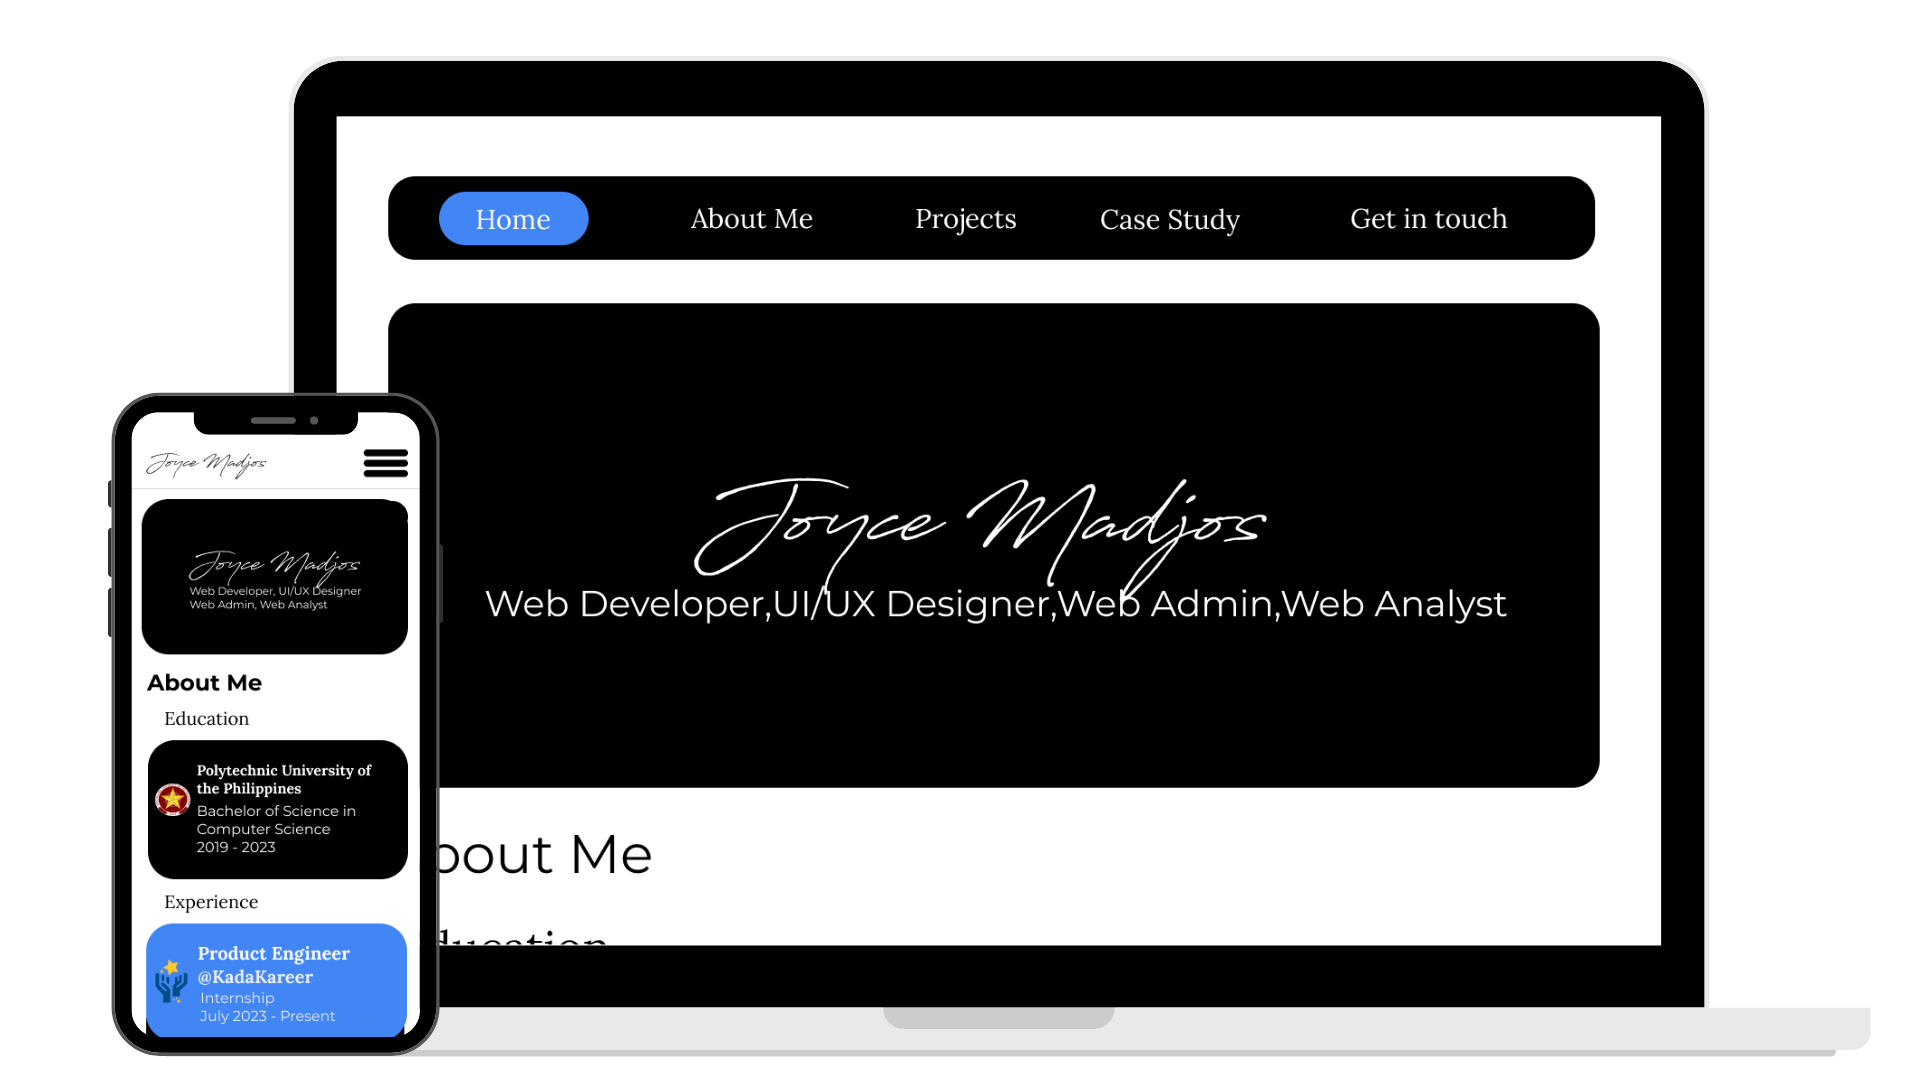 Home
About Me
Projects
Case Study
Get in touch
Joyce Madjos
Web Developer,UI/UX Designer,Web Admin,Web Analyst
bout Me
ducation
Joyce Madjos
Joyce Madjos
Web Developer, UI/UX Designer
Web Admin, Web Analyst
About Me
Education
Polytechnic University of
the Philippines
Bachelor of Science in
Computer Science
2019 - 2023
Experience
Product Engineer
@KadaKareer
Internship
July 2023 - Present